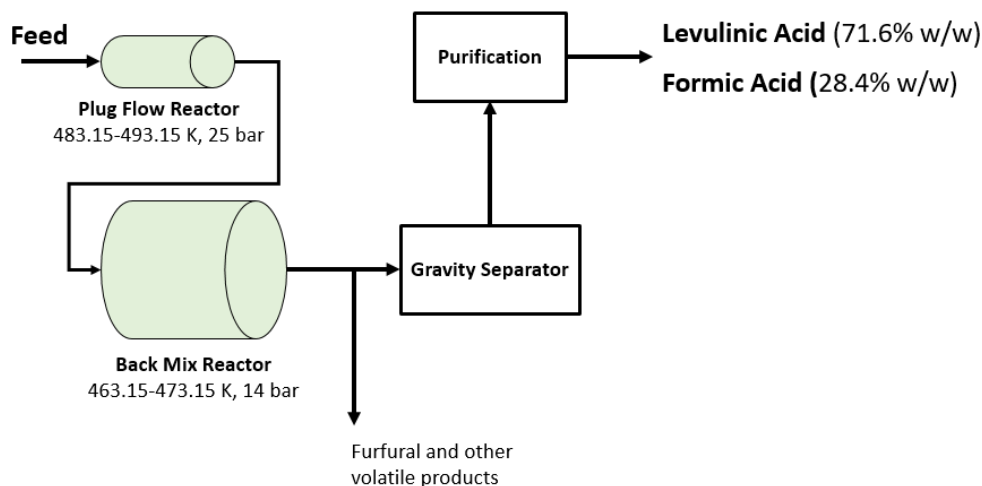 Feed
Plug Flow Reactor
483.15-493.15 K, 25 bar
Back Mix Reactor
463.15-473.15 K, 14 bar
Furfural and other
volatile products
Gravity Separator
Purification
Levulinic Acid (71.6% w/w)
Formic Acid (28.4% w/w)